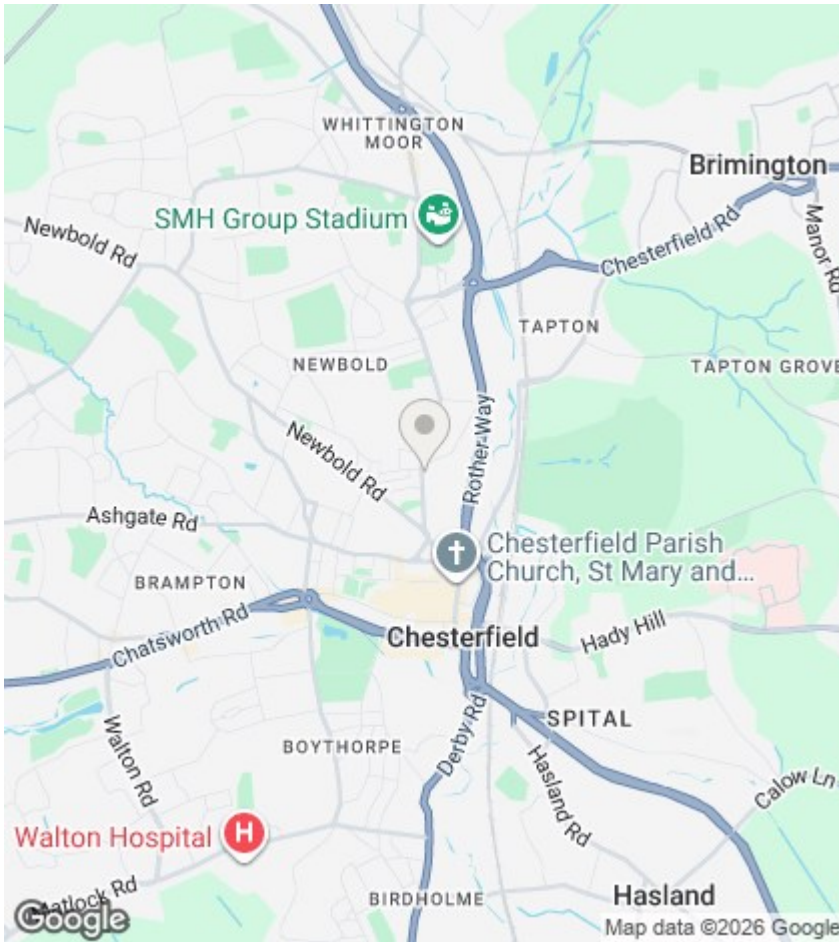 WHITTINGTON
MOOR
Brimington
SMH Group Stadium
Newbold Rd
Chesterfield Rd
Manor Rd
TAPTON
NEWBOLD
TAPTON GROVE
Newbold Rd
Rother Way
Ashgate Rd
Chesterfield Parish
Church, St Mary and...
BRAMPTON
Chatsworth Rd
Chesterfield
Hady Hill
SPITAL
Derby Rd
BOYTHORPE
Walton Rd
Hasland Rd
Calow Ln
Walton Hospital
H
Matlock Rd
BIRDHOLME
Hasland
Google
Map data ©2026 Google